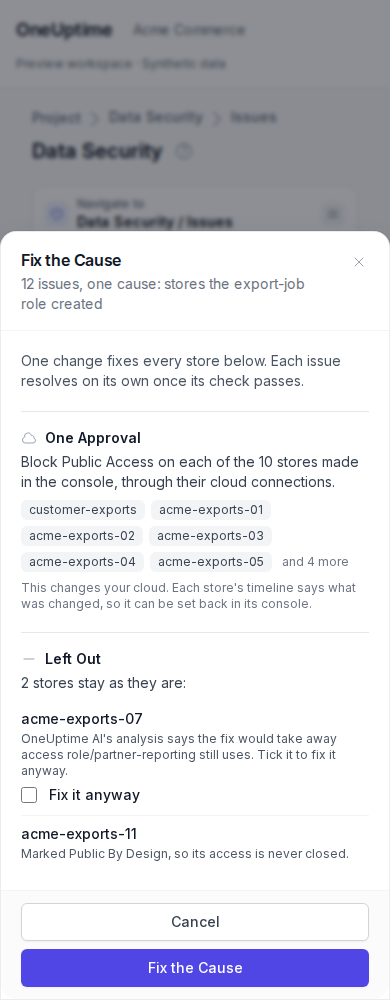 OneUptime Acme Commerce
Preview workspace · Synthetic data
Project Data Security Issues
Data Security
Navigate to
Data Security / Issues
Fix the Cause
12 issues, one cause: stores the export-job
role created
One change fixes every store below. Each issue
resolves on its own once its check passes.
One Approval
Block Public Access on each of the 10 stores made
in the console, through their cloud connections.
customer-exports acme-exports-01
acme-exports-02 acme-exports-03
acme-exports-04 acme-exports-05 and 4 more
This changes your cloud. Each store's timeline says what
was changed, so it can be set back in its console.
Left Out
2 stores stay as they are:
acme-exports-07
OneUptime AI's analysis says the fix would take away
access role/partner-reporting still uses. Tick it to fix it
anyway.
Fix it anyway
acme-exports-11
Marked Public By Design, so its access is never closed.
Cancel
Fix the Cause